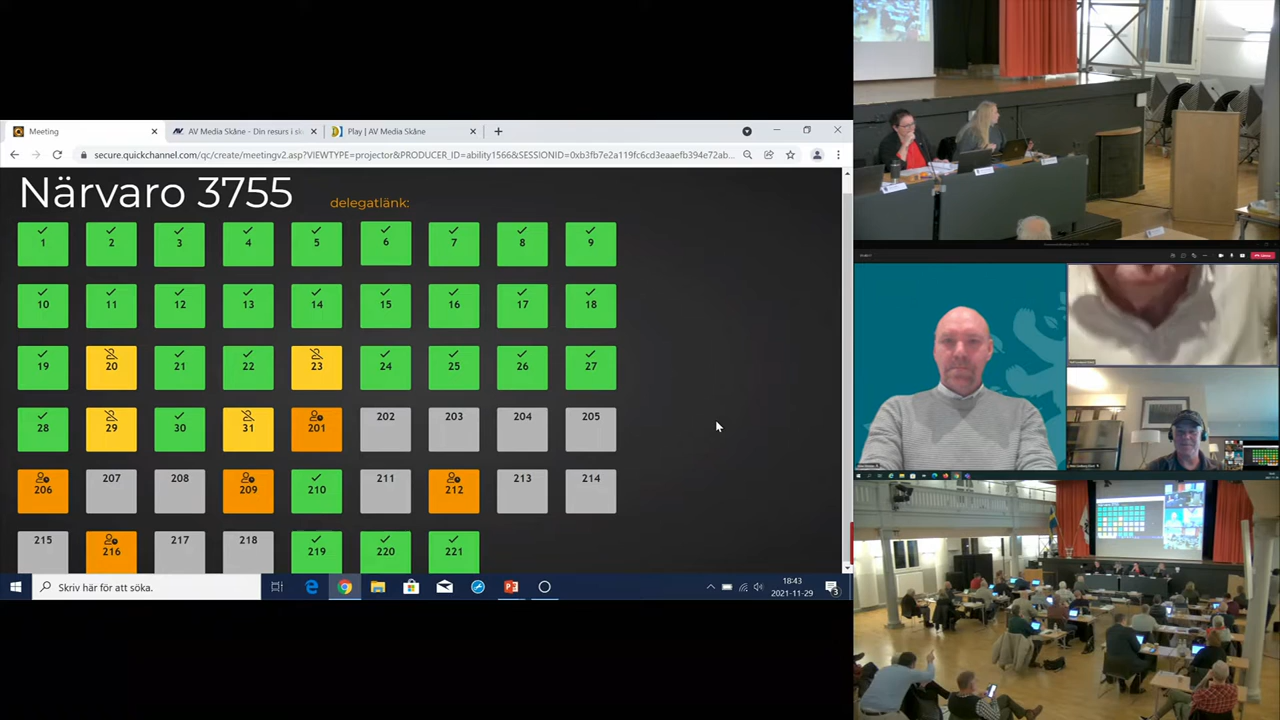 Meeting
AV Media Skåne - Din resurs i sk
Play | AV Media Skåne
secure.quickchannel.com/qc/create/meetingv2.asp?VIEWTYPE=projector&PRODUCER_ID=ability1566&SESSIONID=0xb3fb7e2a119fc6cd3eaaefb394e72ab...
Närvaro 3755
delegatlänk:
1 2 3 4 5 6 7 8 9
10 11 12 13 14 15 16 17 18
19 20 21 22 23 24 25 26 27
28 29 30 31 201 202 203 204 205
206 207 208 209 210 211 212 213 214
215 216 217 218 219 220 221
Skriv här för att söka.
18:43
2021-11-29
3